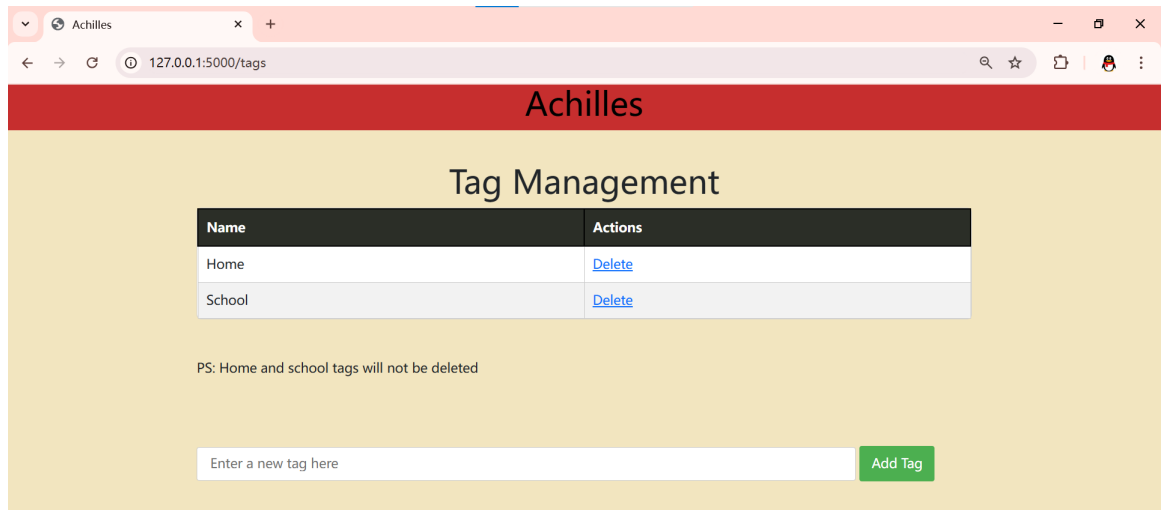 Achilles
127.0.0.1:5000/tags
Achilles
Tag Management
Name Actions
Home Delete
School Delete
PS: Home and school tags will not be deleted
Enter a new tag here Add Tag